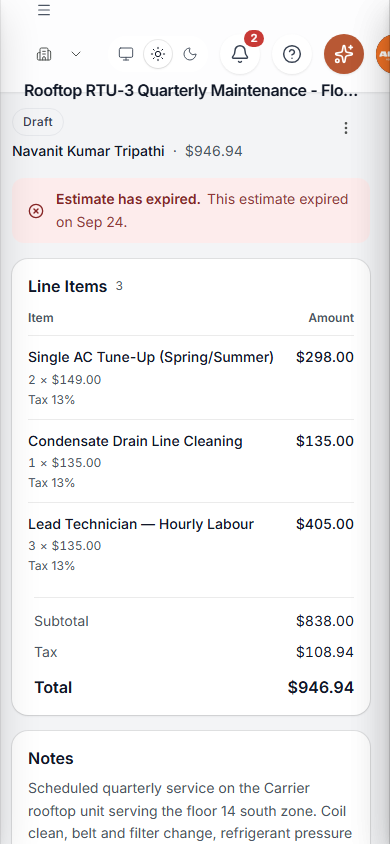 2
Rooftop RTU-3 Quarterly Maintenance - Flo...
Draft
Navanit Kumar Tripathi · $946.94
Estimate has expired. This estimate expired
on Sep 24.
Line Items 3
Item Amount
Single AC Tune-Up (Spring/Summer) $298.00
2 × $149.00
Tax 13%
Condensate Drain Line Cleaning $135.00
1 × $135.00
Tax 13%
Lead Technician — Hourly Labour $405.00
3 × $135.00
Tax 13%
Subtotal $838.00
Tax $108.94
Total $946.94
Notes
Scheduled quarterly service on the Carrier
rooftop unit serving the floor 14 south zone. Coil
clean, belt and filter change, refrigerant pressure